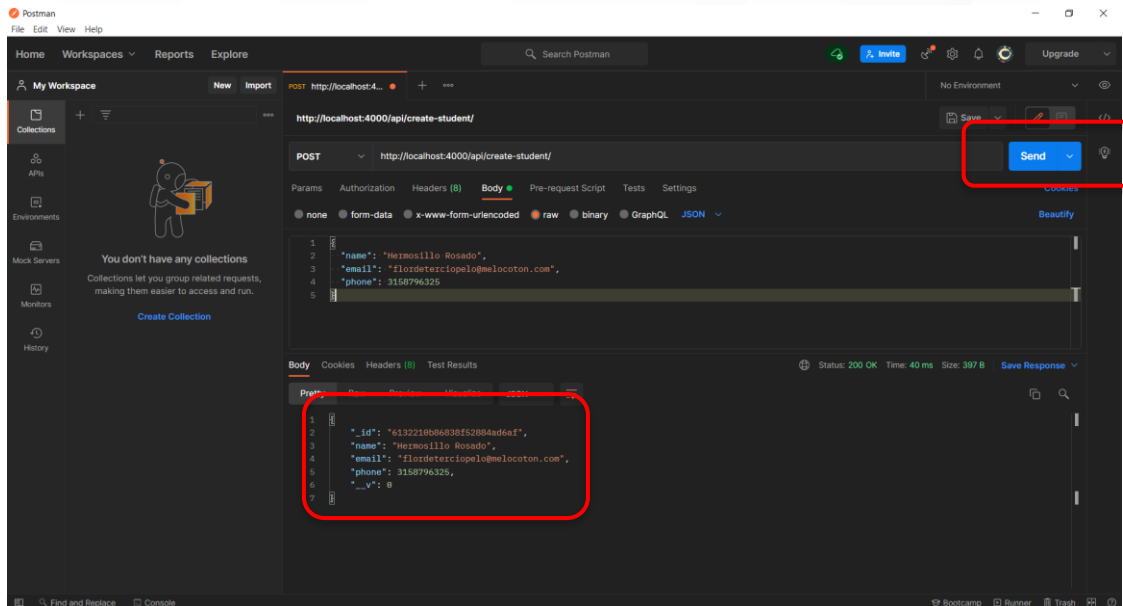 Postman
File Edit View Help
Home Workspaces Reports Explore
Search Postman
Invite
Upgrade
My Workspace
New Import
POST http://localhost:4...
No Environment
Collections
APIs
Environments
Mock Servers
Monitors
History
You don't have any collections
Collections let you group related requests,
making them easier to access and run.
Create Collection
http://localhost:4000/api/create-student/
Save
POST http://localhost:4000/api/create-student/
Send
Params Authorization Headers (8) Body Pre-request Script Tests Settings
Cookies
none form-data x-www-form-urlencoded raw binary GraphQL JSON
Beautify
1 {
2 "name": "Hermosillo Rosado",
3 "email": "flordeterciopelo@melocoton.com",
4 "phone": 3158796325
5 }
Body Cookies Headers (8) Test Results
Status: 200 OK Time: 40 ms Size: 397 B Save Response
Pretty Raw Preview Visualize JSON
1 {
2 "_id": "6132210b86838f52884ad6af",
3 "name": "Hermosillo Rosado",
4 "email": "flordeterciopelo@melocoton.com",
5 "phone": 3158796325,
6 "__v": 0
7 }
Find and Replace Console
Bootcamp Runner Trash